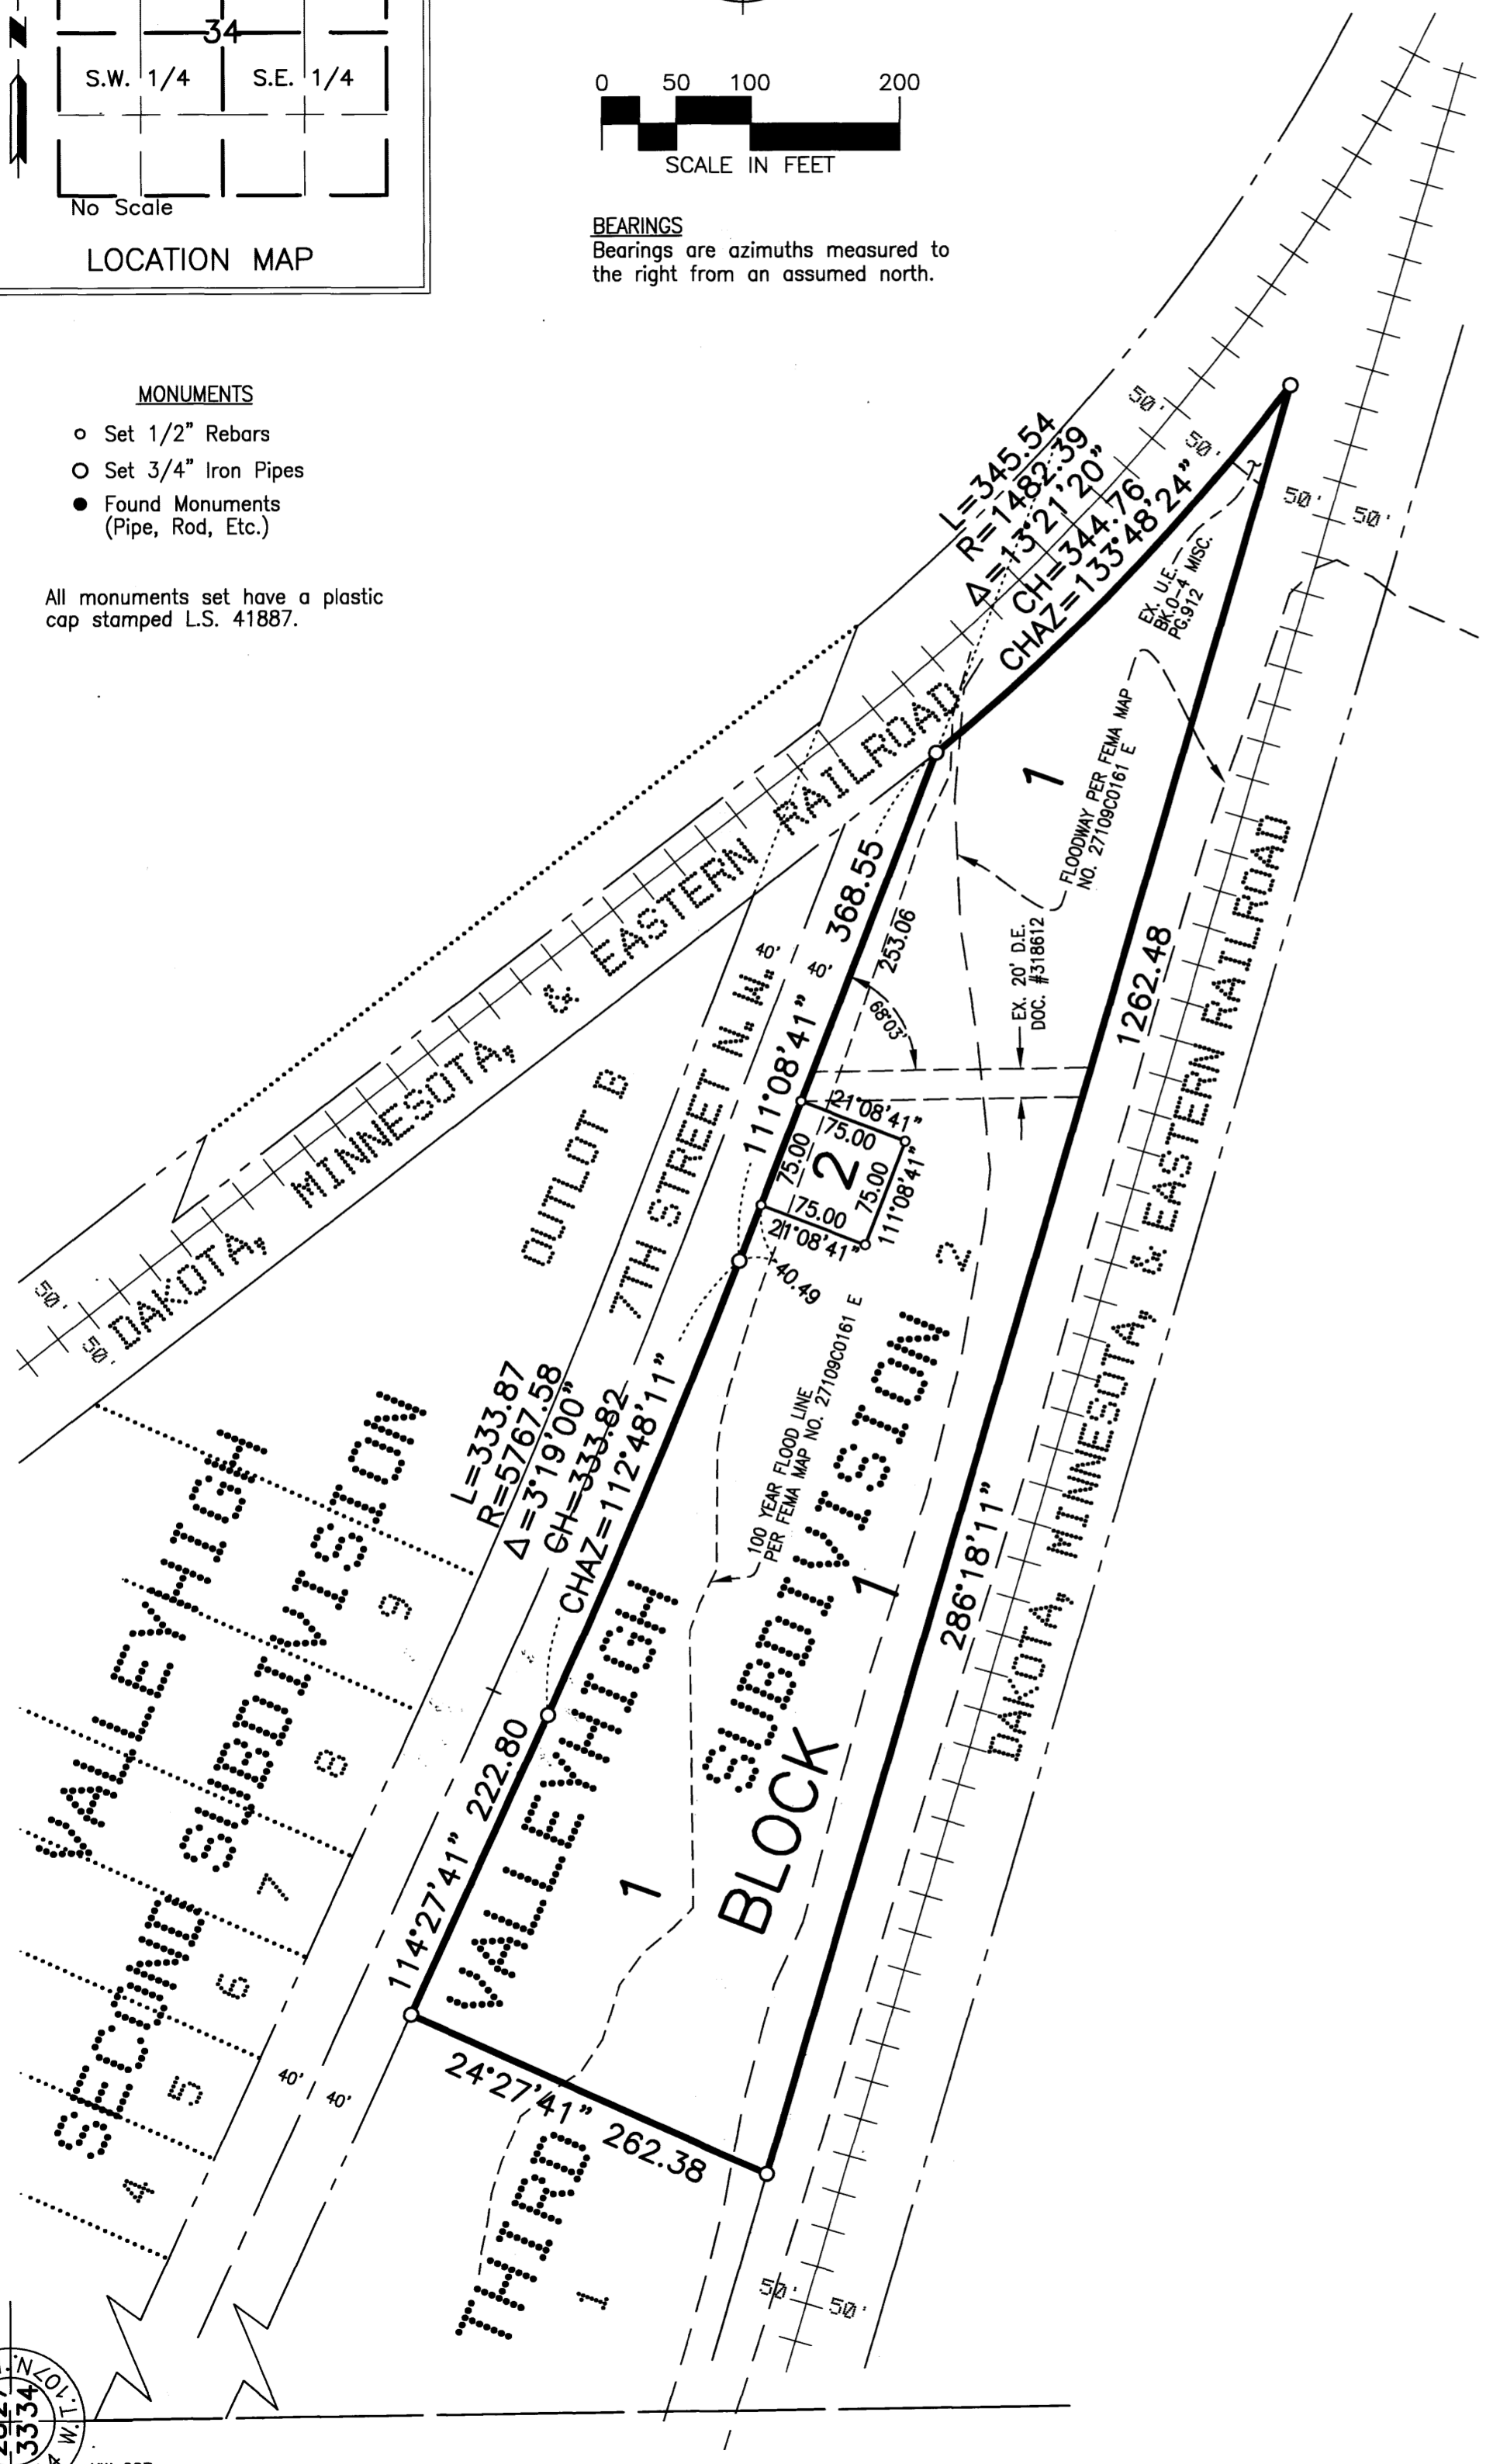 N
34
S.W. 1/4
S.E. 1/4
No Scale
LOCATION MAP
0 50 100 200
SCALE IN FEET
BEARINGS
Bearings are azimuths measured to
the right from an assumed north.
MONUMENTS
Set 1/2" Rebars
Set 3/4" Iron Pipes
Found Monuments
(Pipe, Rod, Etc.)
All monuments set have a plastic
cap stamped L.S. 41887.
L=345.54
R=1482.39
Δ=13°21'20"
CH=344.76
CHAZ=133°48'24"
50'
50'
50'
50'
EX. U.E.
BK.O-4 MISC.
PG.912
FLOODWAY PER FEMA MAP
NO. 27109C0161 E
1
DAKOTA, MINNESOTA, & EASTERN RAILROAD
50'
50'
OUTLOT B
7TH STREET N.W.
40'
40'
111°08'41" 368.55
253.06
68°03'
EX. 20' D.E.
DOC. #318612
1262.48
286°18'11"
DAKOTA, MINNESOTA, & EASTERN RAILROAD
21°08'41"
75.00
75.00
2
75.00
111°08'41"
75.00
21°08'41"
40.49
2
100 YEAR FLOOD LINE
PER FEMA MAP NO. 27109C0161 E
L=333.87
R=5767.58
Δ=3°19'00"
CH=333.82
CHAZ=112°48'11"
114°27'41" 222.80
VALLEYHIGH
SECOND SUBDIVISION
9
8
7
6
5
4
40'
40'
THIRD VALLEYHIGH
SUBDIVISION
BLOCK 1
1
24°27'41" 262.38
1
50'
50'
3334
T.107N.